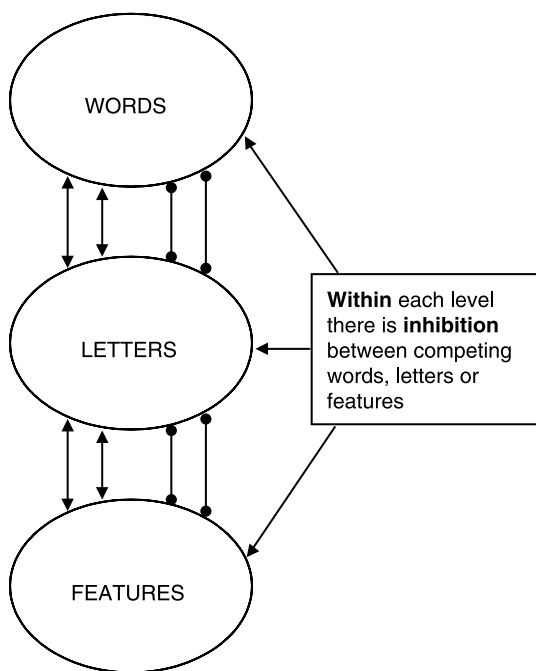 WORDS
LETTERS
Within each level
there is inhibition
between competing
words, letters or
features
FEATURES